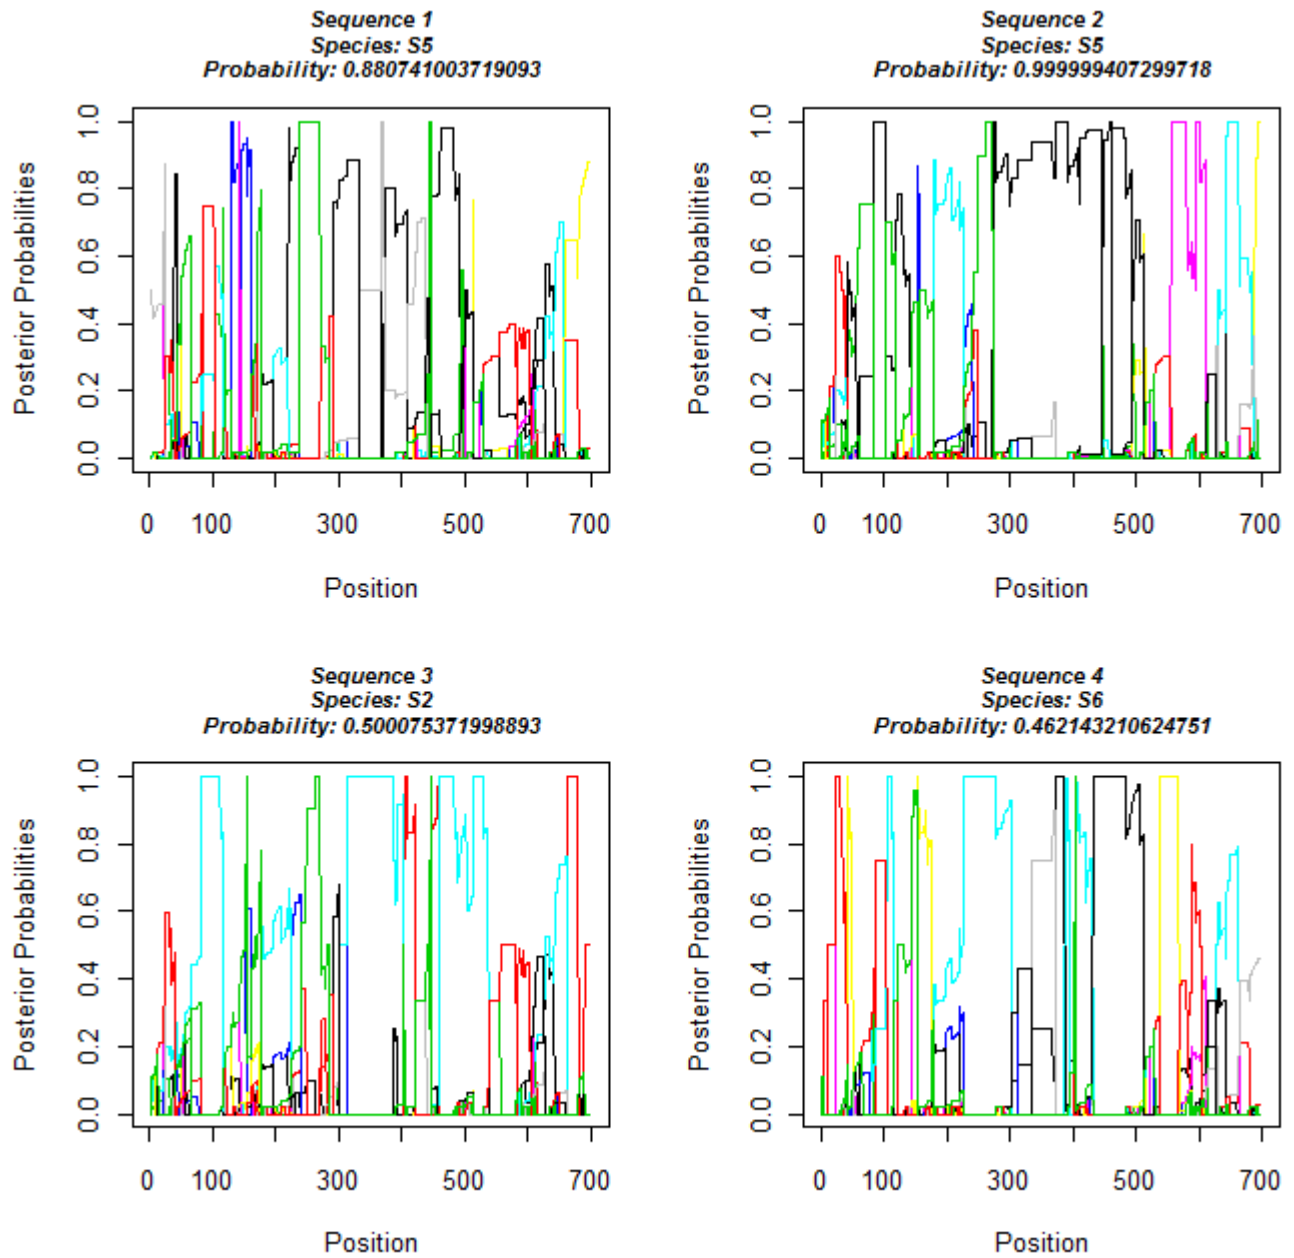 Sequence 1
Species: S5
Probability: 0.880741003719093
Posterior Probabilities
0.0 0.2 0.4 0.6 0.8 1.0
0 100 300 500 700
Position
Sequence 2
Species: S5
Probability: 0.999999407299718
Posterior Probabilities
0.0 0.2 0.4 0.6 0.8 1.0
0 100 300 500 700
Position
Sequence 3
Species: S2
Probability: 0.500075371998893
Posterior Probabilities
0.0 0.2 0.4 0.6 0.8 1.0
0 100 300 500 700
Position
Sequence 4
Species: S6
Probability: 0.462143210624751
Posterior Probabilities
0.0 0.2 0.4 0.6 0.8 1.0
0 100 300 500 700
Position